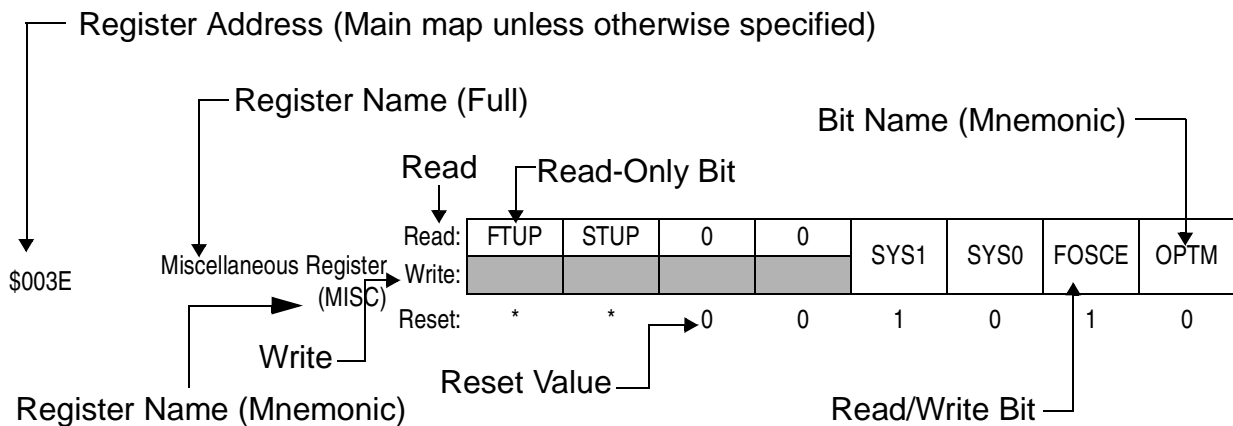 Register Address (Main map unless otherwise specified)
Register Name (Full)
Bit Name (Mnemonic)
Read
Read-Only Bit
Read: FTUP STUP 0 0 SYS1 SYS0 FOSCE OPTM
$003E Miscellaneous Register (MISC)
Write:
Reset: * * 0 0 1 0 1 0
Write
Reset Value
Register Name (Mnemonic)
Read/Write Bit